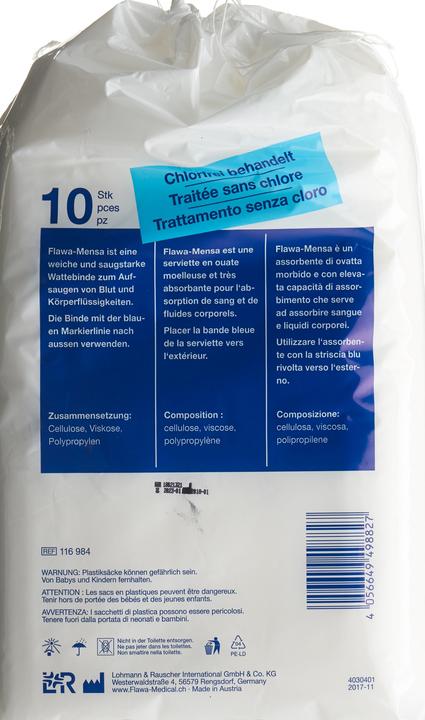 Chlorfrei behandelt
Traitée sans chlore
Trattamento senza cloro
10 Stk
pces
pz
Flawa-Mensa ist eine
weiche und saugstarke
Wattebinde zum Auf-
saugen von Blut und
Körperflüssigkeiten.
Die Binde mit der blau-
en Markierlinie nach
aussen verwenden.
Zusammensetzung:
Cellulose, Viskose,
Polypropylen
Flawa-Mensa est une
serviette en ouate
moelleuse et très
absorbante pour l'ab-
sorption de sang et de
fluides corporels.
Placer la bande bleue
de la serviette vers
l'extérieur.
Composition :
cellulose, viscose,
polypropylène
Flawa-Mensa è un
assorbente di ovatta
morbido e con eleva-
ta capacità di assor-
bimento che serve
ad assorbire sangue
e liquidi corporei.
Utilizzare l'assorben-
te con la striscia blu
rivolta verso l'ester-
no.
Composizione:
cellulosa, viscosa,
polipropilene
REF 116 984
WARNUNG: Plastiksäcke können gefährlich sein.
Von Babys und Kindern fernhalten.
ATTENTION : Les sacs en plastiques peuvent être dangereux.
Tenir hors de portée des bébés et des jeunes enfants.
AVVERTENZA: I sacchetti di plastica possono essere pericolosi.
Tenere fuori dalla portata di neonati e bambini.
Nicht in der Toilette entsorgen.
Ne pas jeter dans les toilettes.
Non smaltire nella toilette.
04
PE-LD
L&R
Lohmann & Rauscher International GmbH & Co. KG
Westerwaldstraße 4, 56579 Rengsdorf, Germany
www.Flawa-Medical.ch · Made in Austria
4 056649 498827
4030401
2017-11